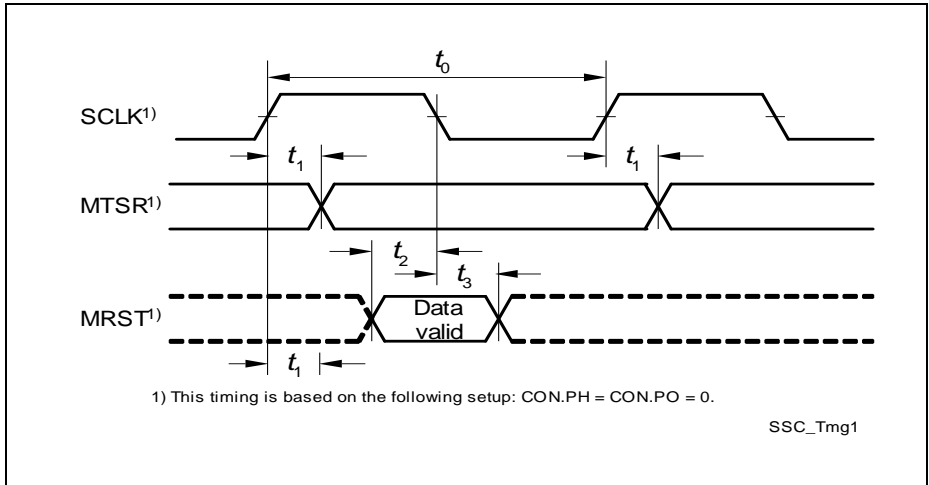 t0
SCLK1)
t1
t1
MTSR1)
t2
t3
MRST1)
Data
valid
t1
1) This timing is based on the following setup: CON.PH = CON.PO = 0.
SSC_Tmg1